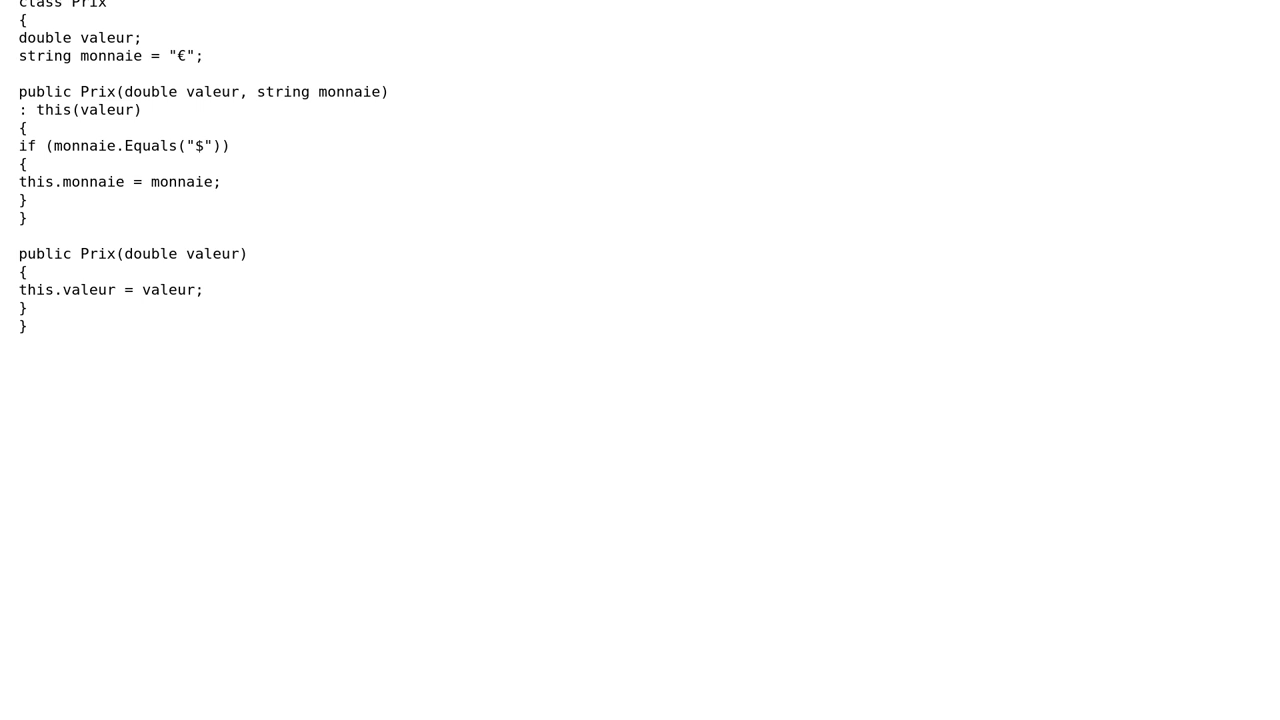 class Prix
{
double valeur;
string monnaie = "€";

public Prix(double valeur, string monnaie)
: this(valeur)
{
if (monnaie.Equals("$"))
{
this.monnaie = monnaie;
}
}

public Prix(double valeur)
{
this.valeur = valeur;
}
}